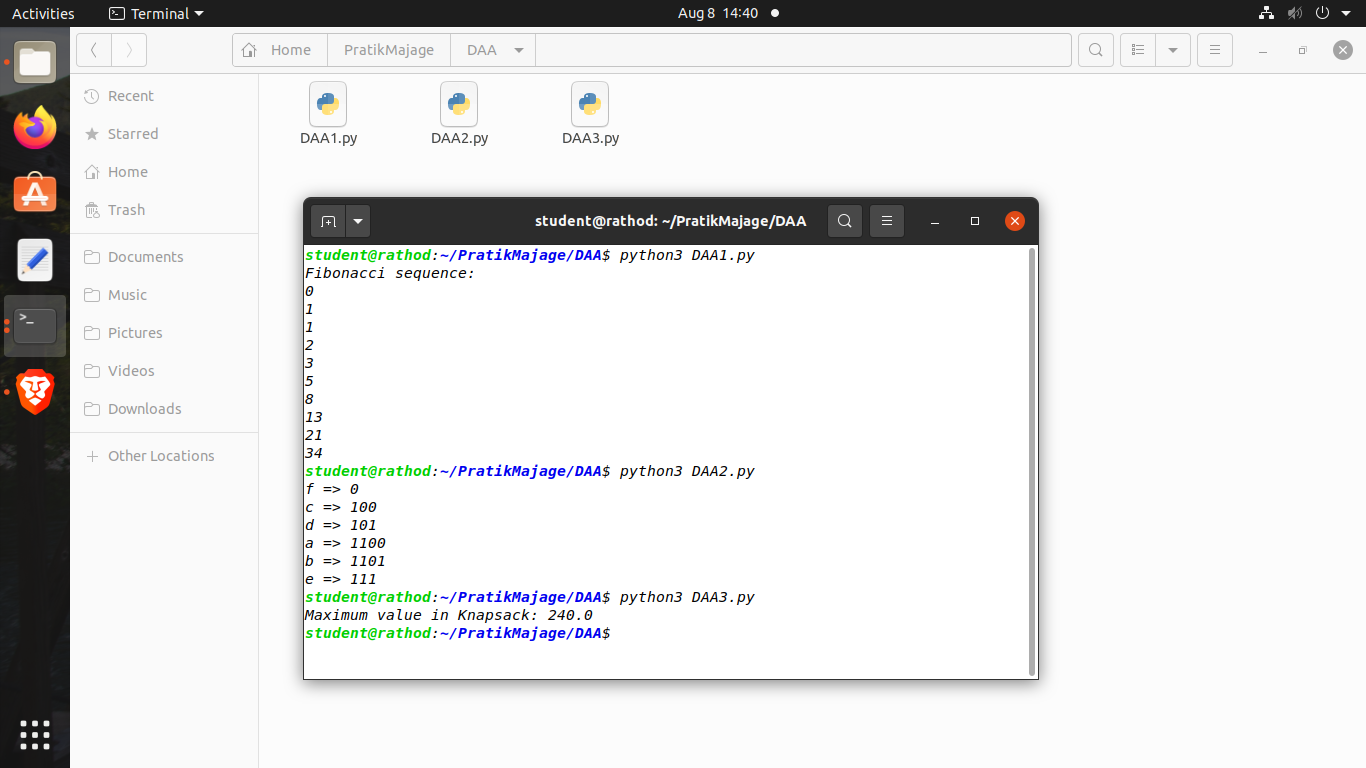 Activities
Terminal
Aug 8 14:40
Home
PratikMajage
DAA
Recent
Starred
Home
Trash
Documents
Music
Pictures
Videos
Downloads
Other Locations
DAA1.py
DAA2.py
DAA3.py
student@rathod: ~/PratikMajage/DAA
student@rathod:~/PratikMajage/DAA$ python3 DAA1.py
Fibonacci sequence:
0
1
1
2
3
5
8
13
21
34
student@rathod:~/PratikMajage/DAA$ python3 DAA2.py
f => 0
c => 100
d => 101
a => 1100
b => 1101
e => 111
student@rathod:~/PratikMajage/DAA$ python3 DAA3.py
Maximum value in Knapsack: 240.0
student@rathod:~/PratikMajage/DAA$